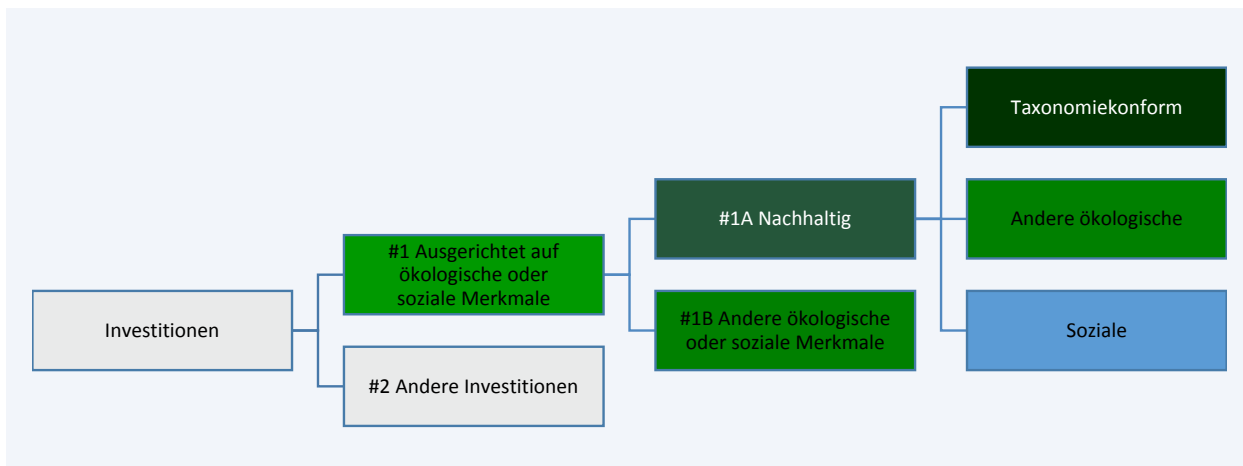 Investitionen
#1 Ausgerichtet auf
ökologische oder
soziale Merkmale
#2 Andere Investitionen
#1A Nachhaltig
#1B Andere ökologische
oder soziale Merkmale
Taxonomiekonform
Andere ökologische
Soziale